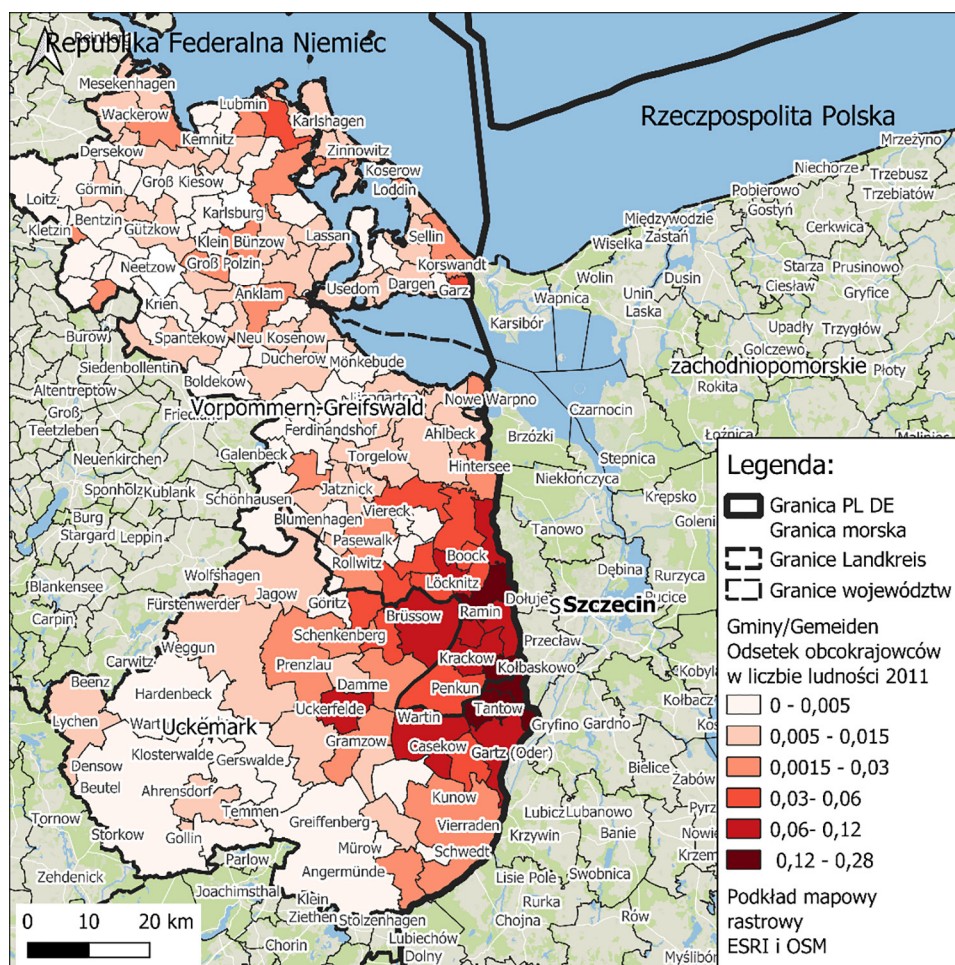 Republika Federalna Niemiec
Reinberg
Mesekenhagen
Wackerow
Lubmin
Karlshagen
Rzeczpospolita Polska
Kemnitz
Zinnowitz
Mrzeżyno
Dersekow
Koserow
Niechorze
Trzebusz
Groß Kiesow
Loddin
Pobierowo
Trzebiatów
Görmin
Loitz
Karlsburg
Gostyń
Bentzin
Międzywodzie
Cerkwica
Kletzin
Gützkow
Lassan
Sellin
Zastań
Klein Bünzow
Wisełka
Groß Polzin
Korswandt
Wolin
Dusin
Starza
Prusinowo
Neetzow
Usedom
Dargen
Garz
Unin
Ciesław
Gryfice
Anklam
Wapnica
Laska
Krien
Karsibór
Upadły
Trzygłów
Burow
Spantekow
Neu Kosenow
Golczewo
Siedenbollentin
Ducherow
Mönkebude
zachodniopomorskie
Płoty
Altentreptow
Boldekow
Rokita
Nowe Warpno
Czarnocin
Groß
Vorpommern-Greifswald
Teetzleben
Ferdinandshof
Ahlbeck
Brzózki
Łoźnica
Neuenkirchen
Galenbeck
Torgelow
Stepnica
Hintersee
Niekłończyca
Sponholz
Kublank
Schönhausen
Jatznick
Krępsko
Burg
Viereck
Stargard
Leppin
Blumenhagen
Tanowo
Pasewalk
Rollwitz
Boock
Blankensee
Wolfshagen
Löcknitz
Dębina
Rurzyca
Carpin
Jagow
Dołuje
Fürstenwerder
Göritz
Ramin
Szczecin
Brüssow
Schenkenberg
Przecław
Weggun
Krackow
Carwitz
Prenzlau
Kołbaskowo
Beenz
Damme
Penkun
Hardenbeck
Uckerfelde
Tantow
Lychen
Wartin
Gryfino
Gardno
Uckemark
Gramzow
Klosterwalde
Casekow
Gartz (Oder)
Densow
Gerswalde
Bielice
Beutel
Ahrensdorf
Kunow
Tornow
Temmen
Greiffenberg
Lubicz
Lubanowo
Storkow
Vierraden
Gollin
Krzywin
Banie
Mürow
Parlow
Schwedt
Zehdenick
Angermünde
Lisie Pole
Swobnica
Joachimsthal
Klein
Rurka
Ziethen
Stolzenhagen
Chojna
Rów
Chorin
Lubiechów
Dolny
0 10 20 km
Legenda:
Granica PL DE
Granica morska
Granice Landkreis
Granice województw
Gminy/Gemeiden
Odsetek obcokrajowców
w liczbie ludności 2011
0 - 0,005
0,005 - 0,015
0,0015 - 0,03
0,03- 0,06
0,06- 0,12
0,12 - 0,28
Podkład mapowy
rastrowy
ESRI i OSM